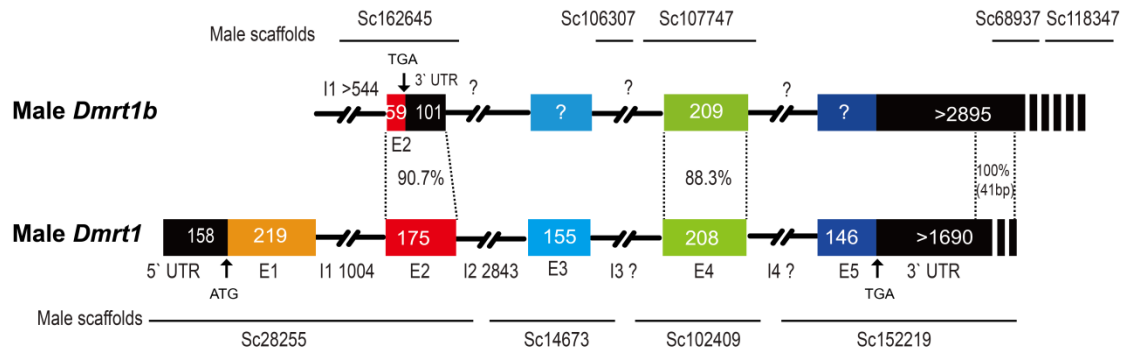 Sc162645 Sc106307 Sc107747 Sc68937 Sc118347
Male scaffolds
TGA
I1 >544 3` UTR ? ? ?
Male Dmrt1b 59 101 ? 209 ? >2895
E2
90.7% 88.3% 100%
(41bp)
Male Dmrt1 158 219 175 155 208 146 >1690
5` UTR E1 I1 1004 E2 I2 2843 E3 I3 ? E4 I4 ? E5 3` UTR
ATG TGA
Male scaffolds
Sc28255 Sc14673 Sc102409 Sc152219